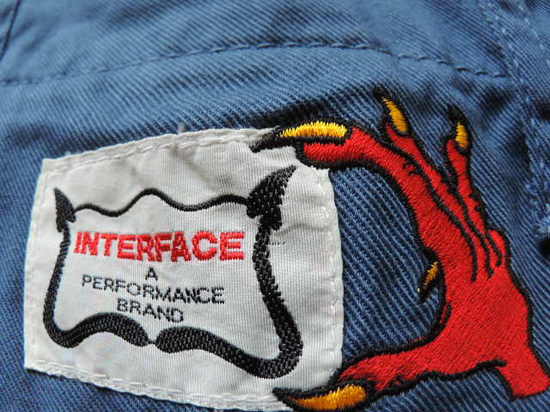 INTERFACE
A
PERFORMANCE
BRAND